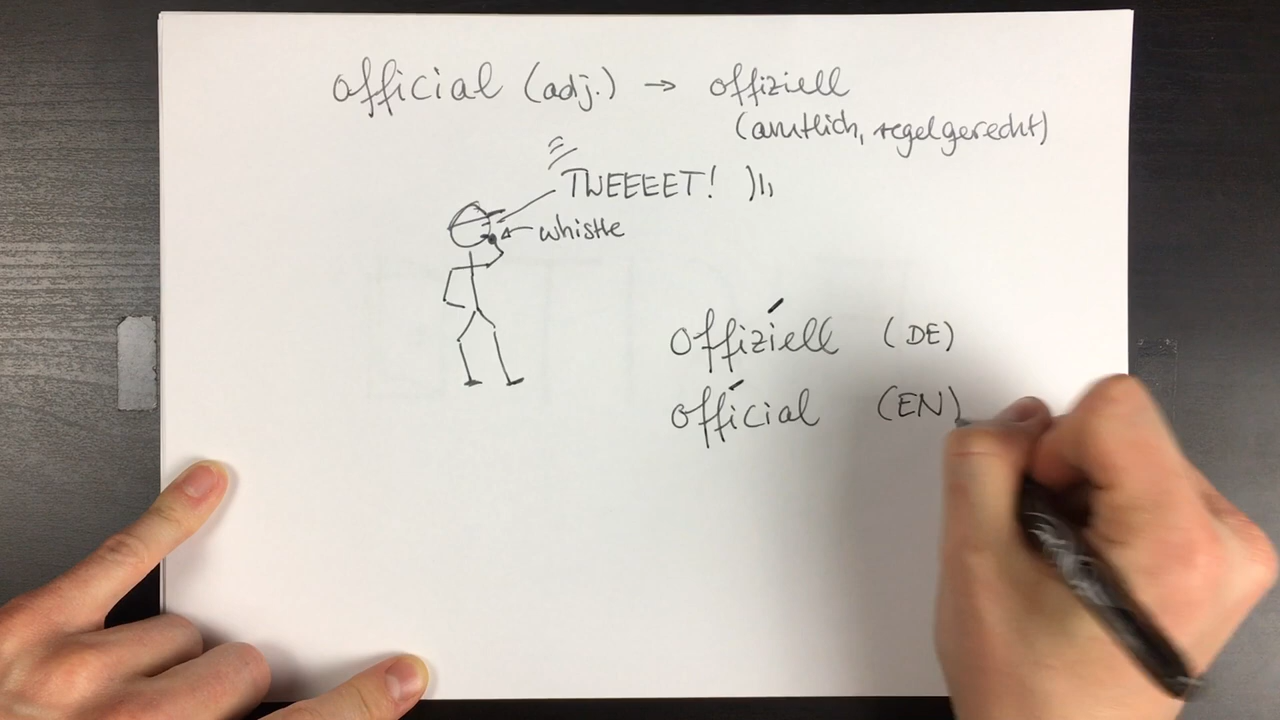 official (adj.) → offiziell
(amtlich, regelgerecht)
TWEEEET!
whistle
offiziell (DE)
official (EN)